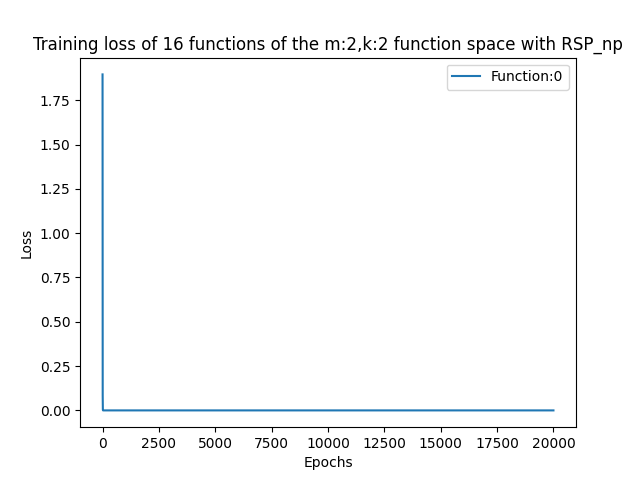 Training loss of 16 functions of the m:2,k:2 function space with RSP_np
Function:0
1.75
1.50
1.25
1.00
0.75
0.50
0.25
0.00
Loss
0 2500 5000 7500 10000 12500 15000 17500 20000
Epochs